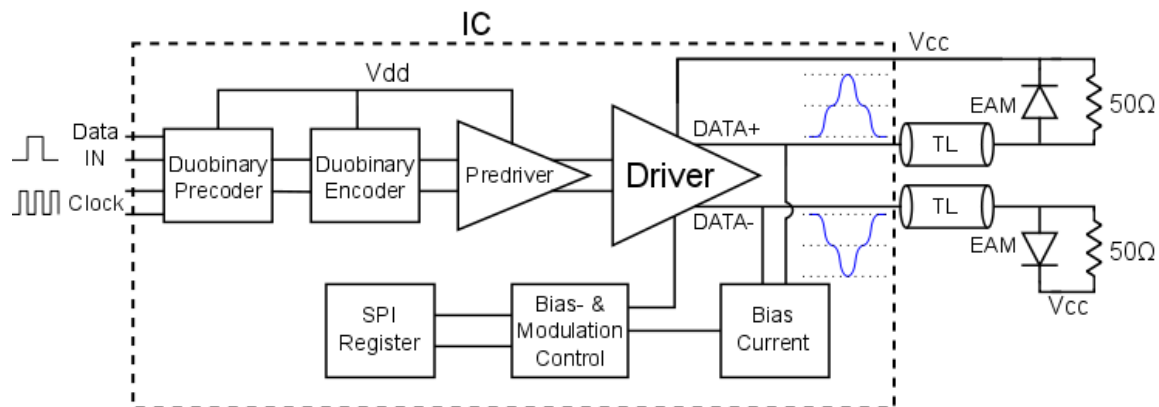 IC
Vcc
Vdd
EAM
50Ω
Data
IN
Clock
Duobinary
Precoder
Duobinary
Encoder
Predriver
Driver
DATA+
DATA-
TL
TL
EAM
50Ω
Vcc
SPI
Register
Bias- &
Modulation
Control
Bias
Current